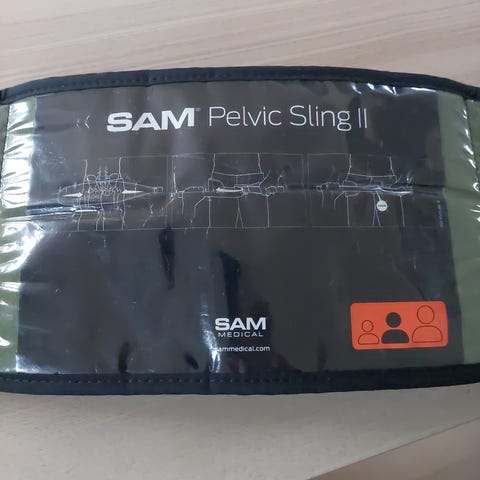 ‹‹ SAM® Pelvic Sling II
SAM
MEDICAL
sammedical.com